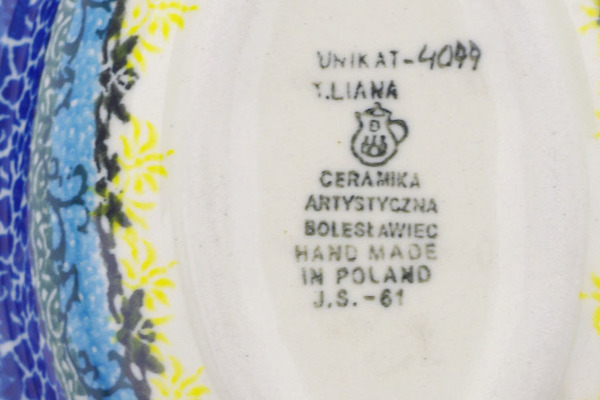 UNIKAT-4099
T.LIANA
B
CERAMIKA
ARTYSTYCZNA
BOLESŁAWIEC
HAND MADE
IN POLAND
J.S.-61